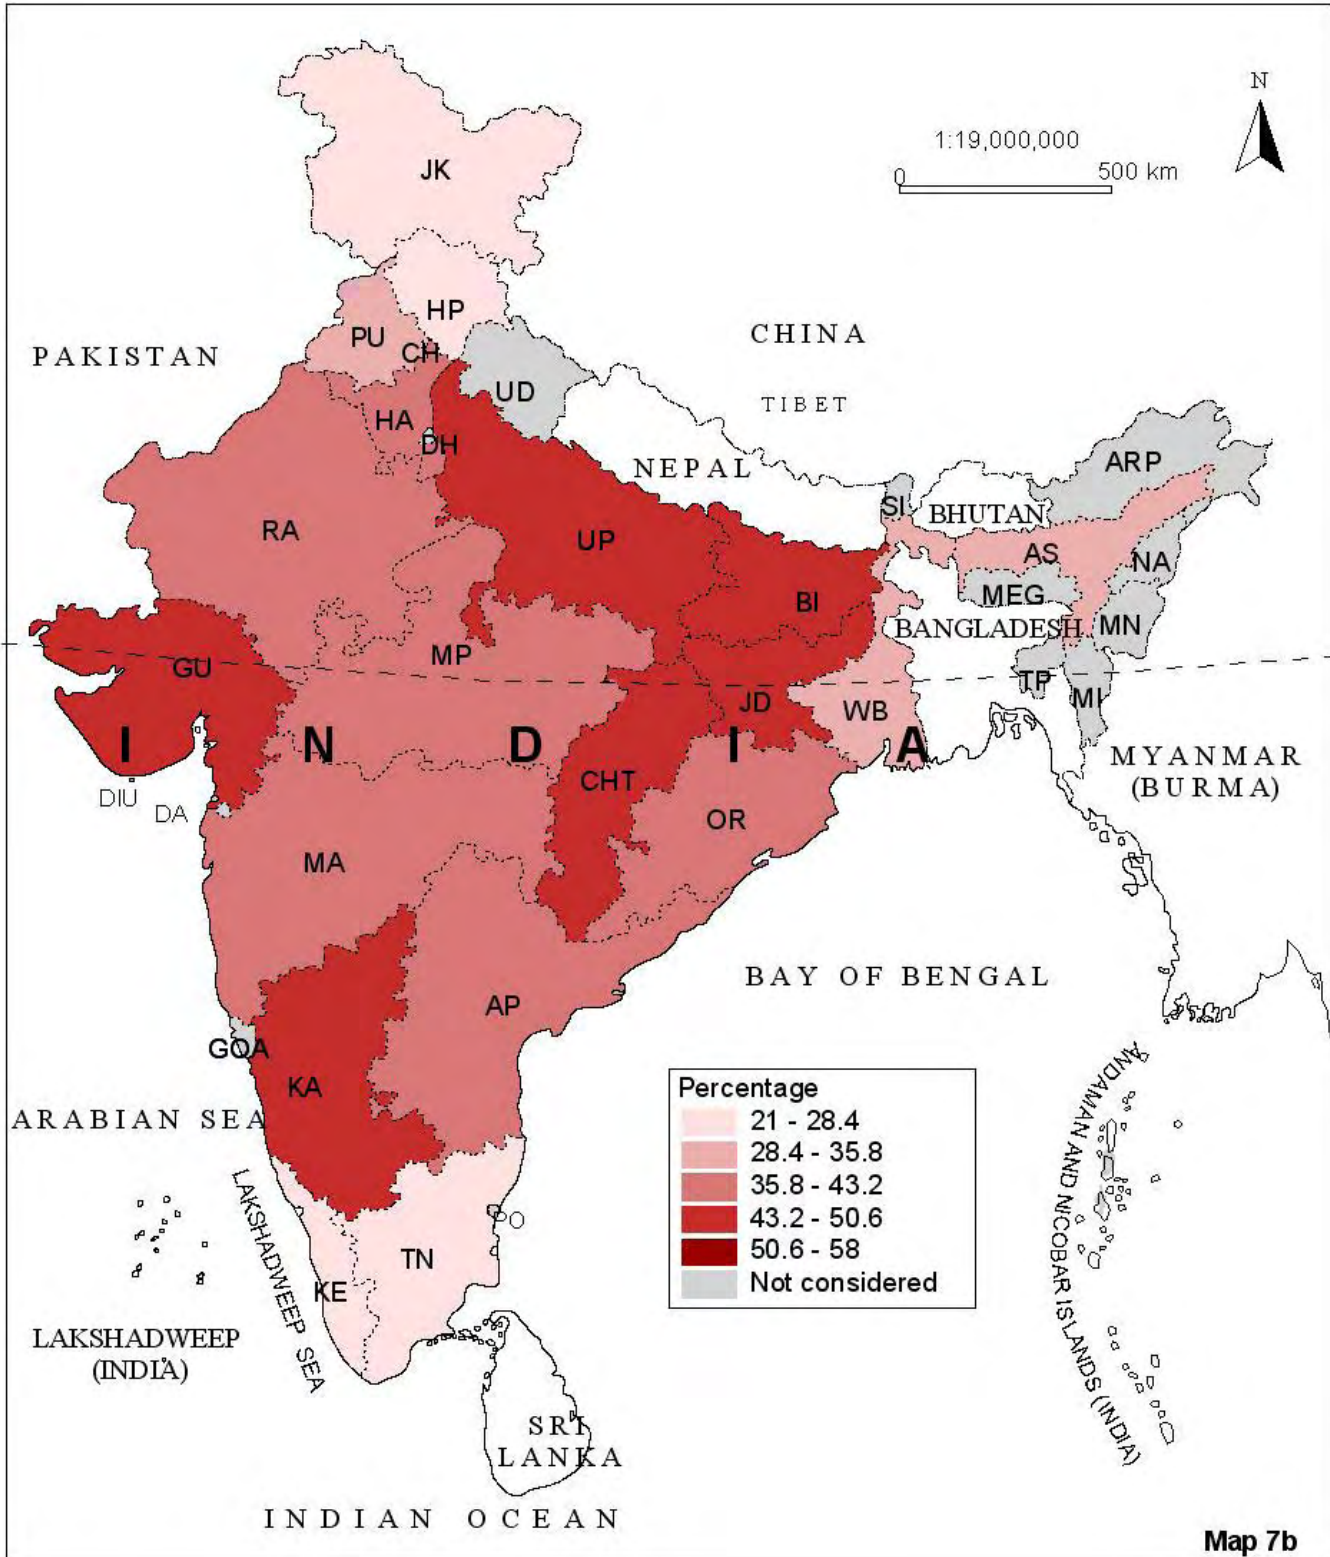 N
1:19,000,000
0 500 km
JK
HP
PU
CH
CHINA
PAKISTAN
UD
TIBET
HA
DH
NEPAL
ARP
SI
BHUTAN
RA
UP
AS
NA
BI
MEG
BANGLADESH
MN
MP
GU
TP
MI
JD
WB
I N D I A
MYANMAR
(BURMA)
CHT
DIU
DA
OR
MA
BAY OF BENGAL
AP
GOA
KA
ARABIAN SEA
Percentage
21 - 28.4
28.4 - 35.8
35.8 - 43.2
43.2 - 50.6
50.6 - 58
Not considered
ANDAMAN AND NICOBAR ISLANDS (INDIA)
LAKSHADWEEP SEA
PO
TN
KE
LAKSHADWEEP
(INDIA)
SRI
LANKA
INDIAN OCEAN
Map 7b